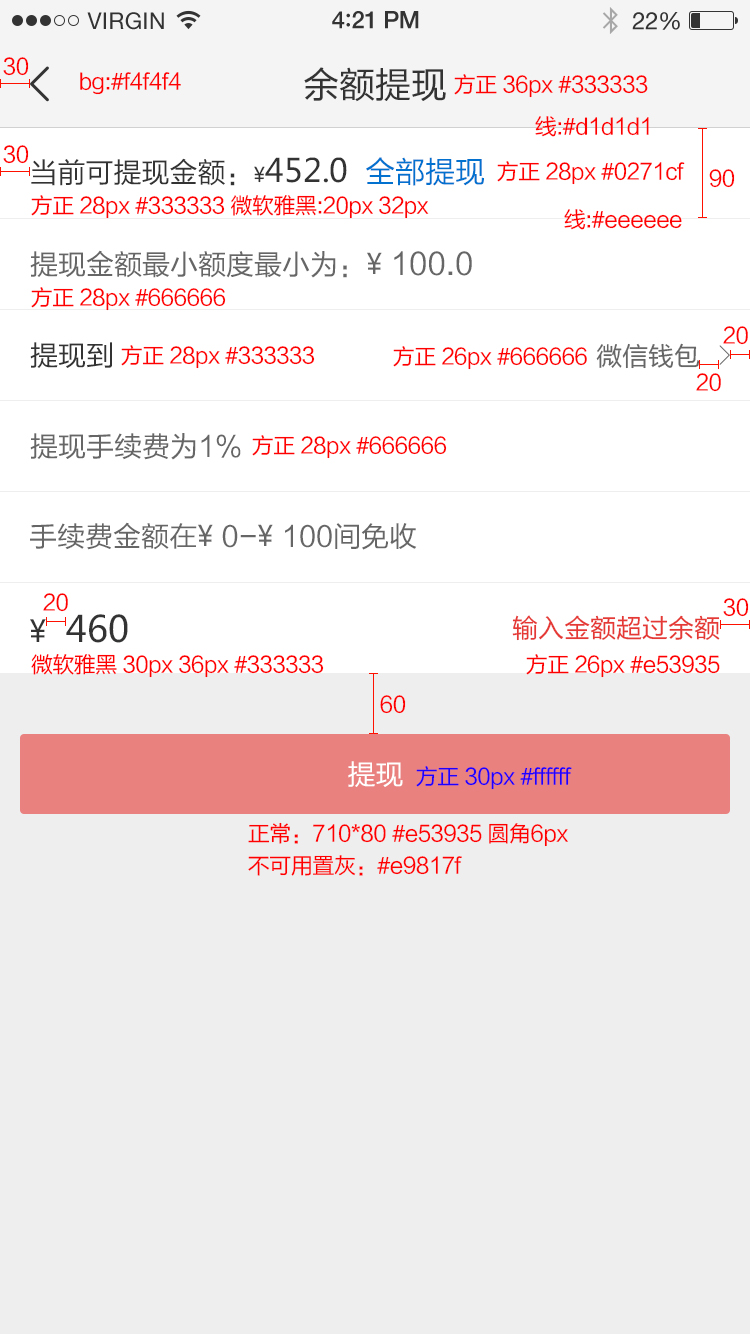 VIRGIN 4:21 PM 22%
30 bg:#f4f4f4 余额提现 方正 36px #333333
线:#d1d1d1
30 当前可提现金额：¥452.0 全部提现 方正 28px #0271cf 90
方正 28px #333333 微软雅黑:20px 32px
线:#eeeeee
提现金额最小额度最小为：¥ 100.0
方正 28px #666666
提现到 方正 28px #333333 方正 26px #666666 微信钱包 20
20
提现手续费为1% 方正 28px #666666
手续费金额在¥ 0-¥ 100间免收
20 30
¥ 460 输入金额超过余额
微软雅黑 30px 36px #333333 方正 26px #e53935
60
提现 方正 30px #ffffff
正常：710*80 #e53935 圆角6px
不可用置灰：#e9817f